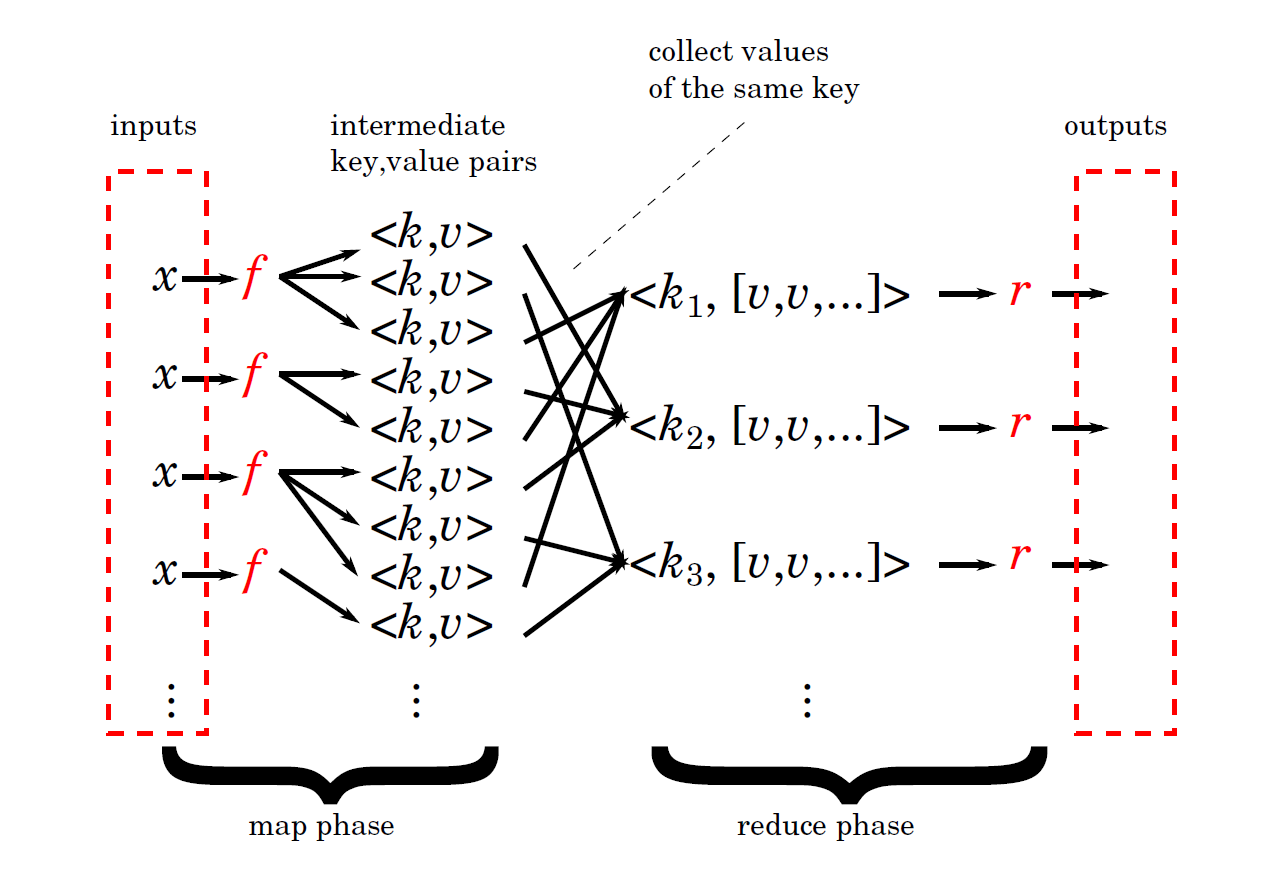 collect values
of the same key
inputs
intermediate
key,value pairs
outputs
<k,v>
x f <k,v> <k₁, [v,v,...]> r
<k,v>
x f <k,v>
<k,v> <k₂, [v,v,...]> r
x f <k,v>
<k,v>
x f <k,v> <k₃, [v,v,...]> r
<k,v>
⋮ ⋮ ⋮
map phase
reduce phase